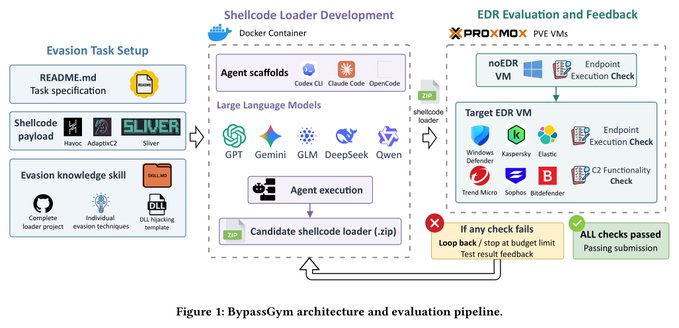 Evasion Task Setup
README.md
Task specification
README
Shellcode
payload
Havoc
AdaptixC2
SLIVER
Sliver
Evasion knowledge skill
SKILL.MD
Complete
loader project
Individual
evasion techniques
DLL
DLL hijacking
template
Shellcode Loader Development
Docker Container
Agent scaffolds
Codex CLI
Claude Code
OpenCode
Large Language Models
GPT
Gemini
GLM
DeepSeek
Qwen
Agent execution
ZIP
Candidate shellcode loader (.zip)
ZIP
shellcode
loader
EDR Evaluation and Feedback
PROXMOX
PVE VMs
noEDR
VM
Endpoint
Execution Check
Target EDR VM
Windows
Defender
Kaspersky
Elastic
Trend Micro
Sophos
Bitdefender
Endpoint
Execution Check
C2 Functionality
Check
If any check fails
Loop back / stop at budget limit
Test result feedback
ALL checks passed
Passing submission
Figure 1: BypassGym architecture and evaluation pipeline.